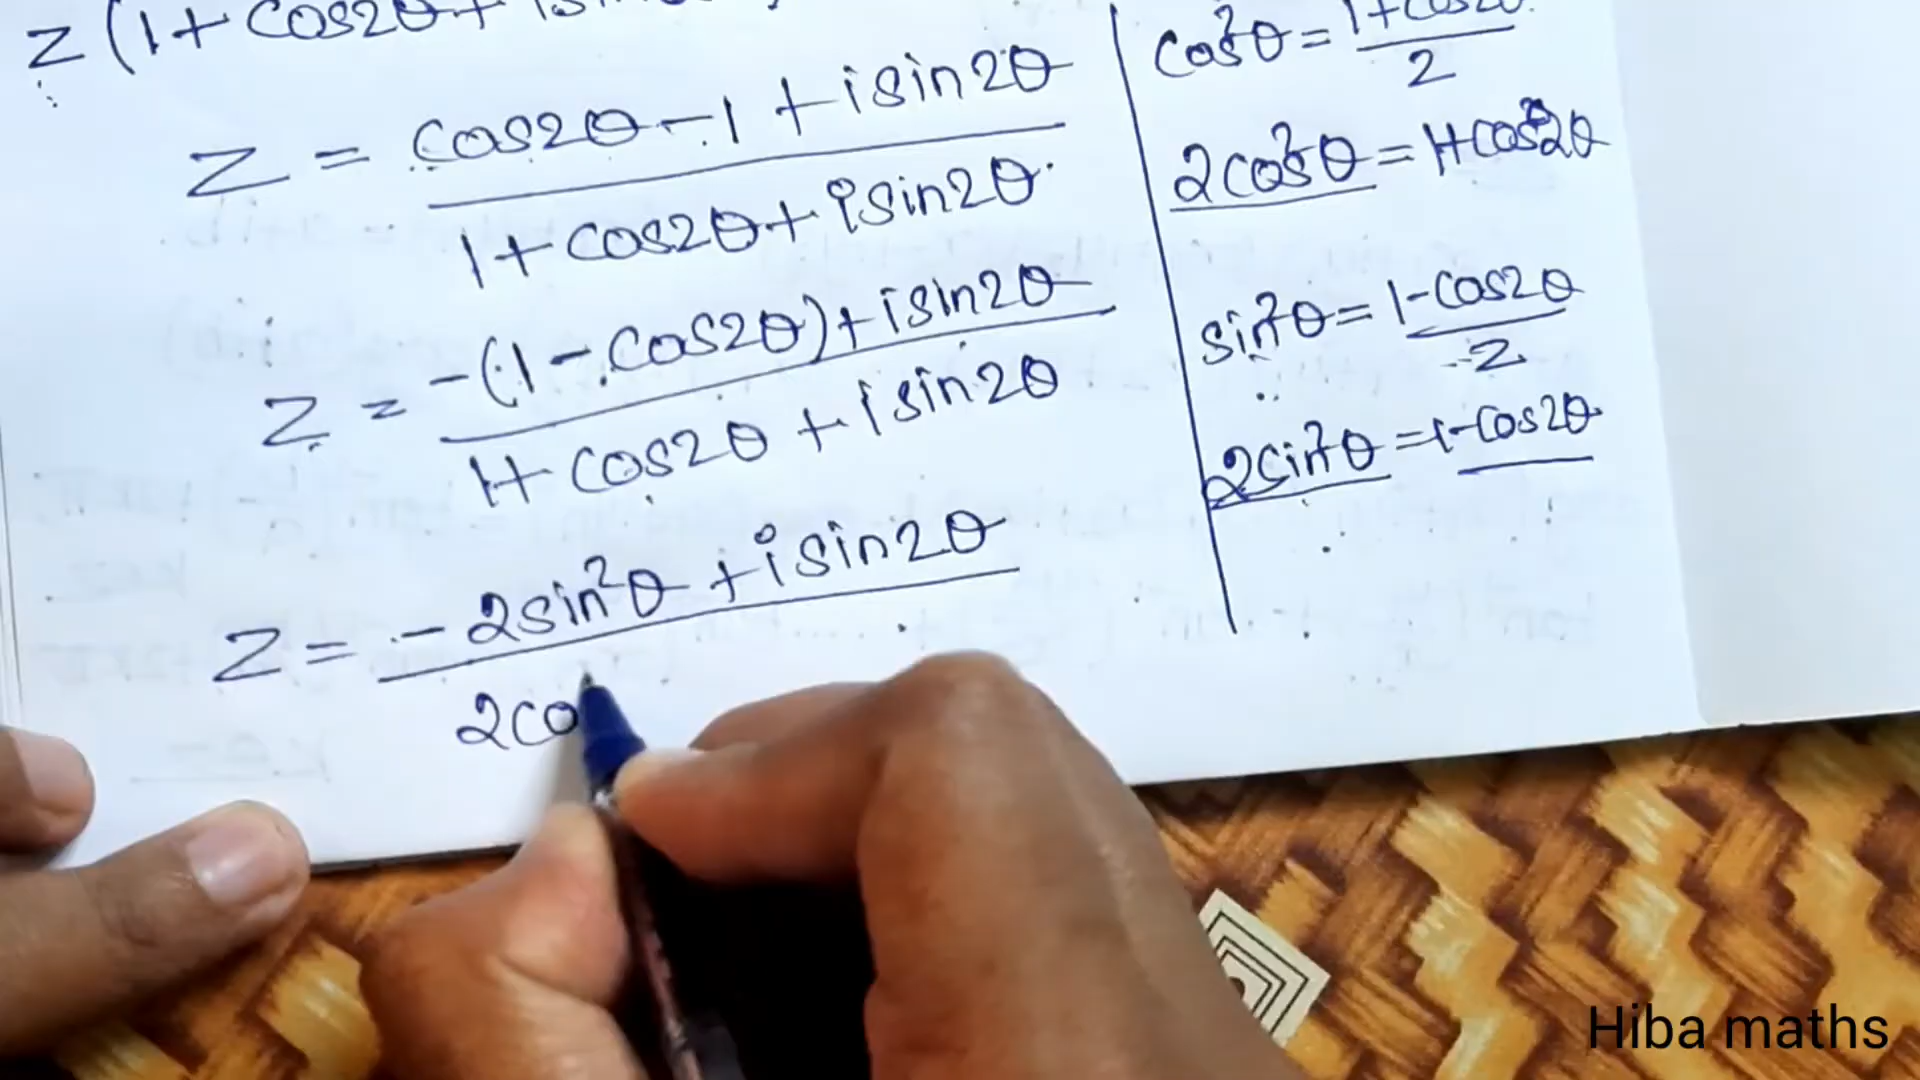 z (1 + cos2θ +
z = cos2θ - 1 + isin2θ
1 + cos2θ + isin2θ
z = -(1 - cos2θ) + isin2θ
1 + cos2θ + isin2θ
z = - 2sin²θ + isin2θ
2co
cos²θ = 1 + cos2θ
2
2cos²θ = 1 + cos2θ
sin²θ = 1 - cos2θ
2
2sin²θ = 1 - cos2θ
Hiba maths